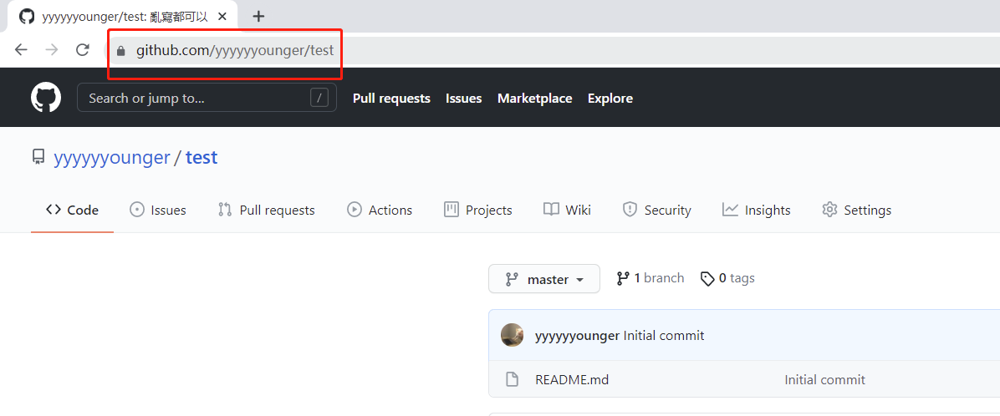 yyyyyyounger/test: 亂寫都可以
github.com/yyyyyyounger/test
Search or jump to... /
Pull requests Issues Marketplace Explore
yyyyyyounger / test
Code Issues Pull requests Actions Projects Wiki Security Insights Settings
master 1 branch 0 tags
yyyyyyounger Initial commit
README.md Initial commit